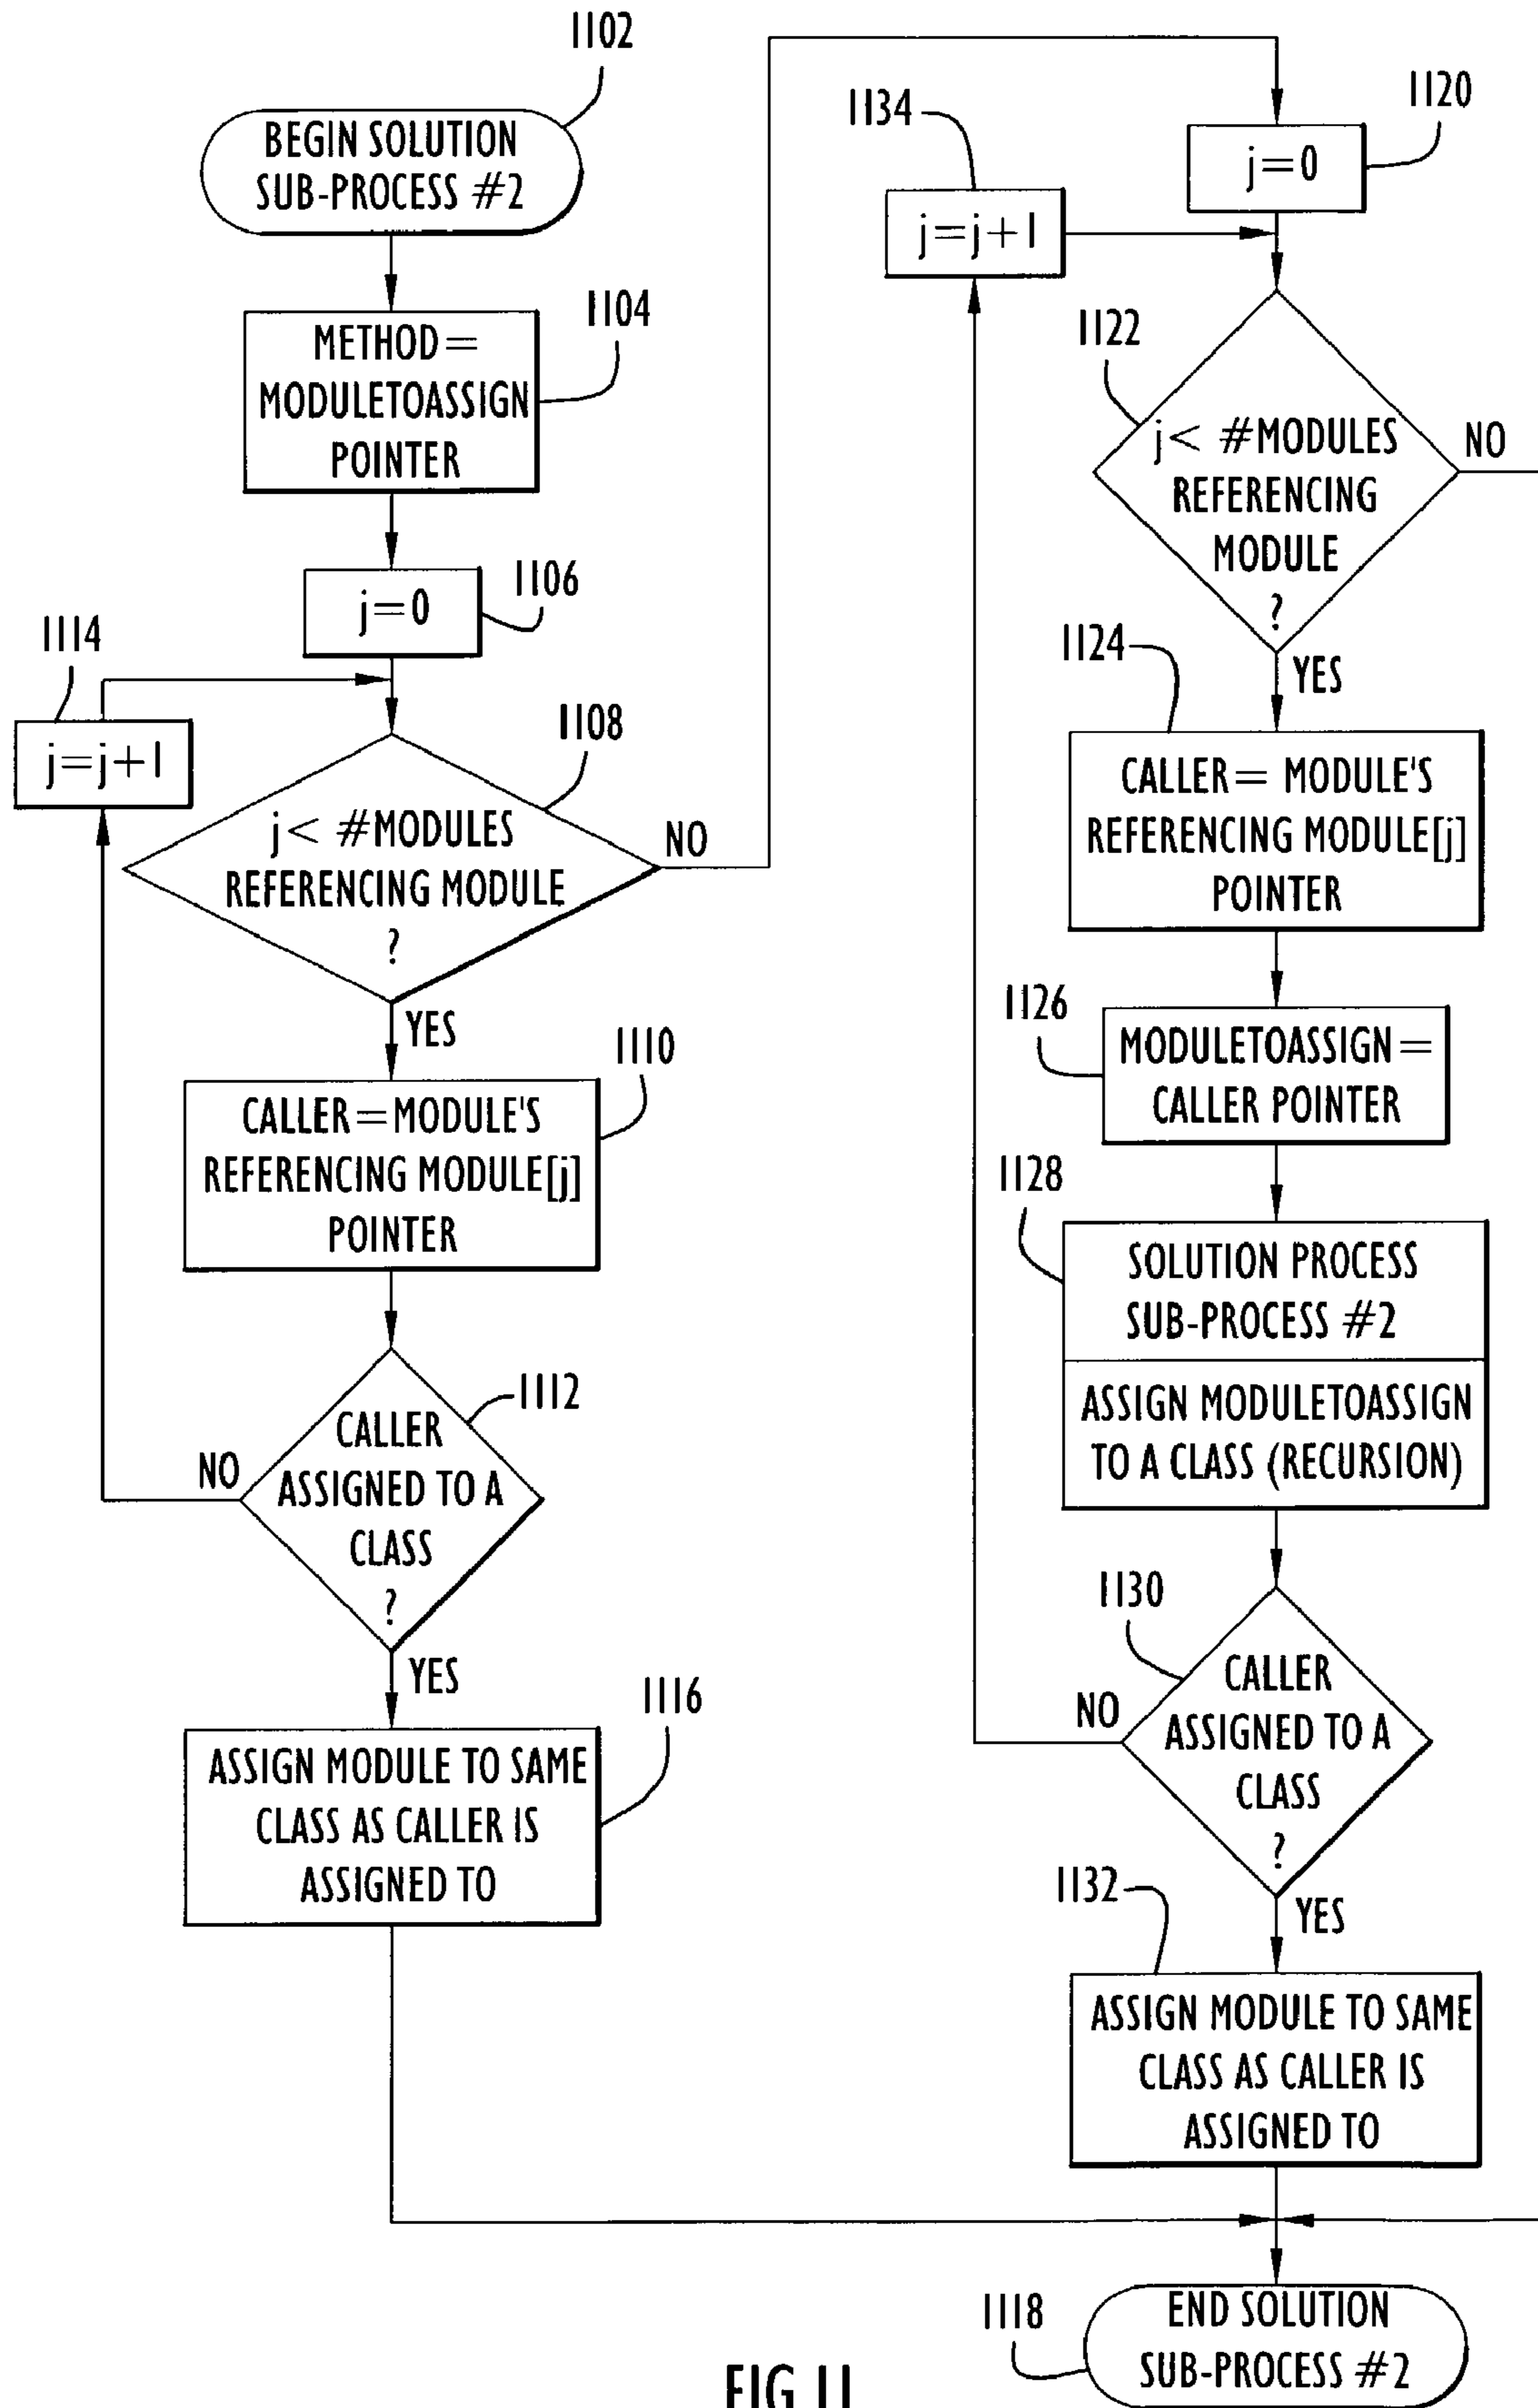 1102
BEGIN SOLUTION
SUB-PROCESS #2
1104
METHOD=
MODULETOASSIGN
POINTER
1106
j=0
1114
j=j+1
1108
j< #MODULES
REFERENCING MODULE
?
NO
YES
1110
CALLER=MODULE'S
REFERENCING MODULE[j]
POINTER
1112
CALLER
ASSIGNED TO A
CLASS
?
NO
YES
1116
ASSIGN MODULE TO SAME
CLASS AS CALLER IS
ASSIGNED TO
1120
j=0
1134
j=j+1
1122
j< #MODULES
REFERENCING
MODULE
?
NO
YES
1124
CALLER= MODULE'S
REFERENCING MODULE[j]
POINTER
1126
MODULETOASSIGN=
CALLER POINTER
1128
SOLUTION PROCESS
SUB-PROCESS #2
ASSIGN MODULETOASSIGN
TO A CLASS (RECURSION)
1130
CALLER
ASSIGNED TO A
CLASS
?
NO
YES
1132
ASSIGN MODULE TO SAME
CLASS AS CALLER IS
ASSIGNED TO
1118
END SOLUTION
SUB-PROCESS #2
FIG.11